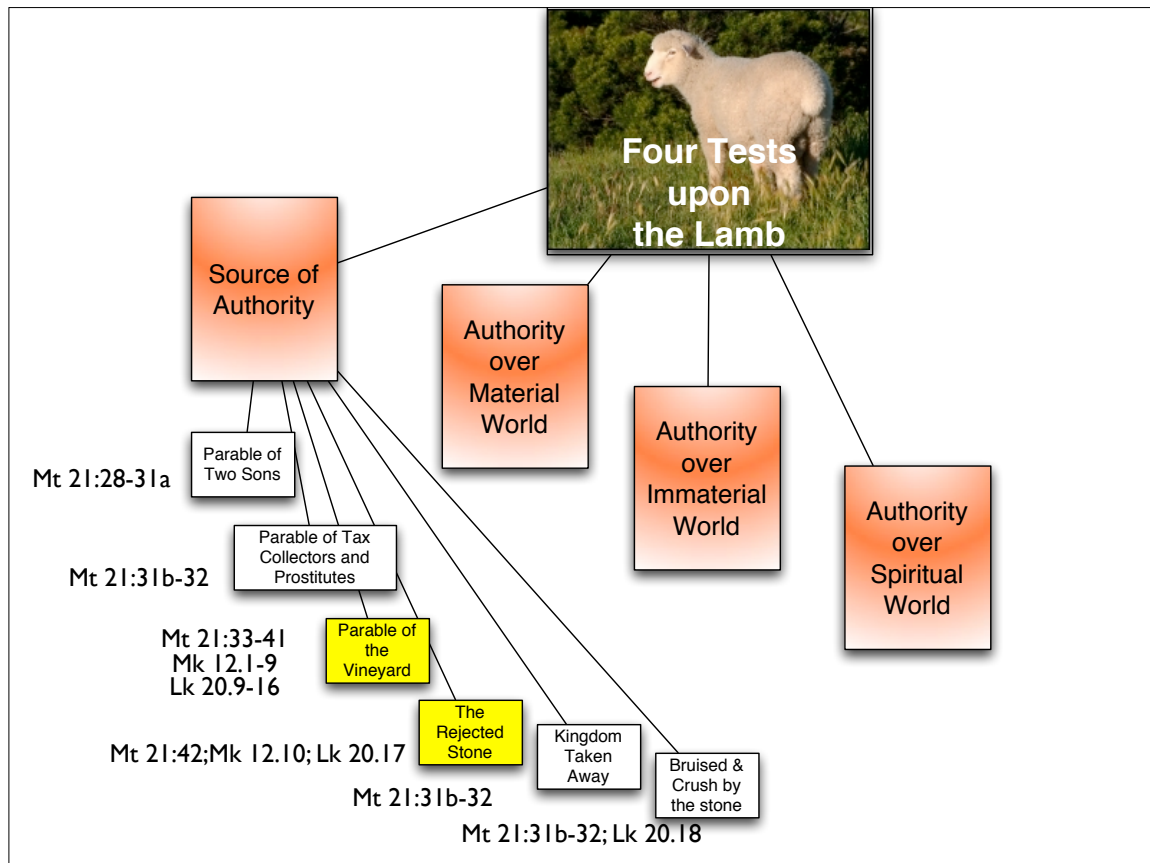 Four Tests
upon
the Lamb
Source of
Authority
Authority
over
Material
World
Authority
over
Immaterial
World
Authority
over
Spiritual
World
Parable of
Two Sons
Mt 21:28-31a
Parable of Tax
Collectors and
Prostitutes
Mt 21:31b-32
Parable of
the
Vineyard
Mt 21:33-41
Mk 12.1-9
Lk 20.9-16
The
Rejected
Stone
Mt 21:42;Mk 12.10; Lk 20.17
Kingdom
Taken
Away
Mt 21:31b-32
Bruised &
Crush by
the stone
Mt 21:31b-32; Lk 20.18